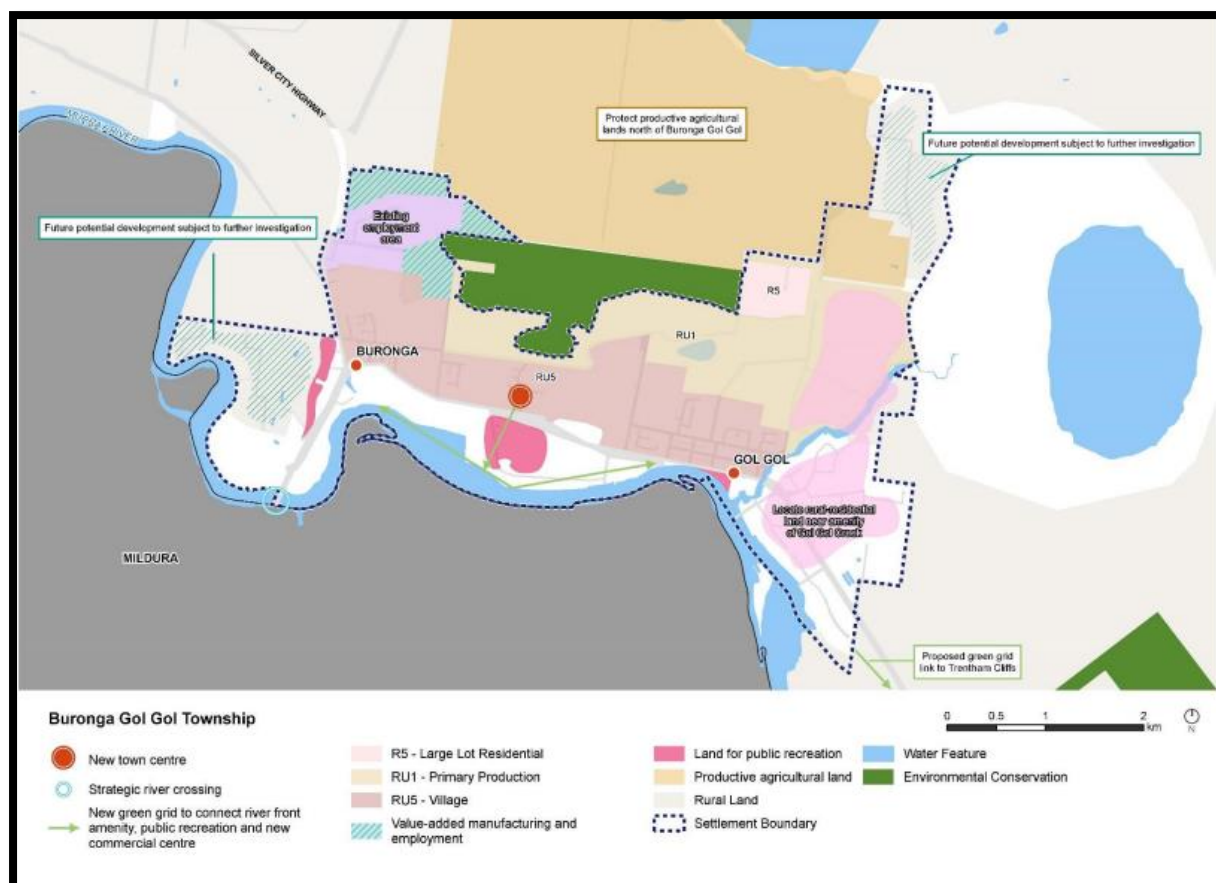 SILVER CITY HIGHWAY
MURRAY RIVER
Protect productive agricultural
lands north of Buronga Gol Gol
Future potential development subject to further investigation
Existing
employment
area
Future potential development subject to further investigation
R5
RU1
BURONGA
RU5
GOL GOL
Locate rural-residential
land near amenity
of Gol Gol Creek
MILDURA
Proposed green grid
link to Trentham Cliffs
Buronga Gol Gol Township
0 0.5 1 2
km
N
New town centre
Strategic river crossing
New green grid to connect river front
amenity, public recreation and new
commercial centre
R5 - Large Lot Residential
RU1 - Primary Production
RU5 - Village
Value-added manufacturing and
employment
Land for public recreation
Productive agricultural land
Rural Land
Settlement Boundary
Water Feature
Environmental Conservation